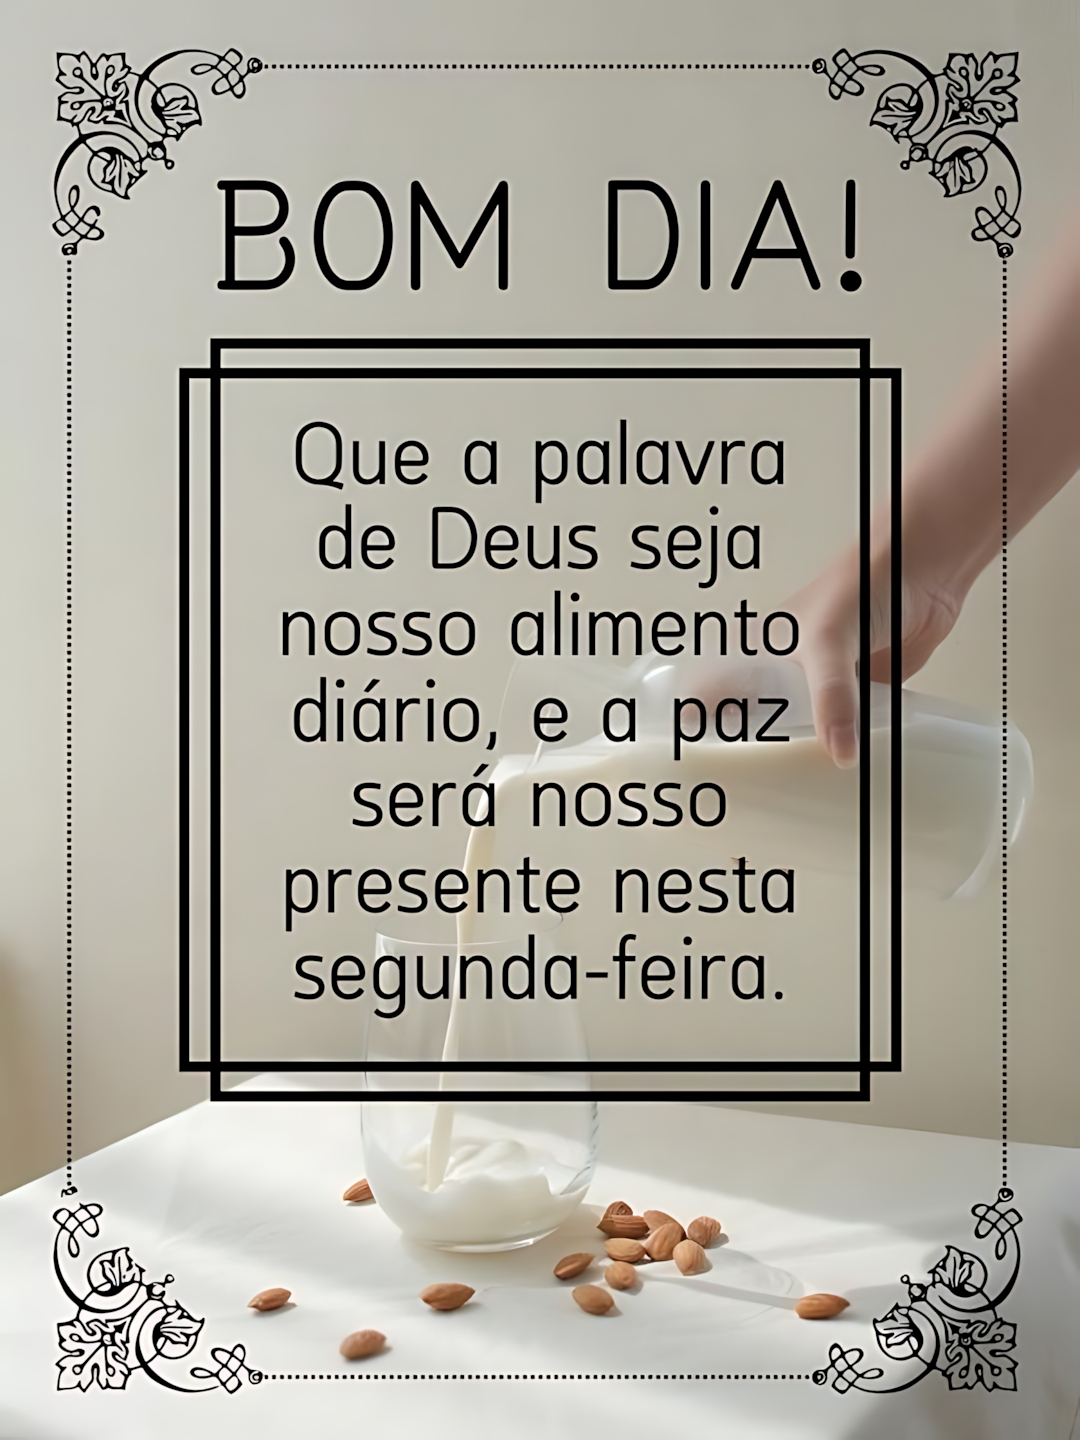 BOM DIA!
Que a palavra
de Deus seja
nosso alimento
diário, e a paz
será nosso
presente nesta
segunda-feira.